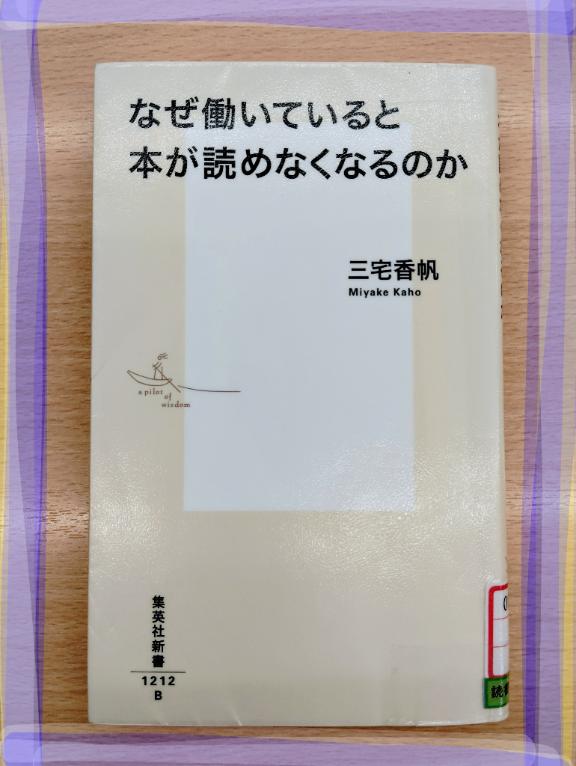 なぜ働いていると
本が読めなくなるのか
三宅香帆
Miyake Kaho
a pilot
of
wisdom
集英社新書
1212
B